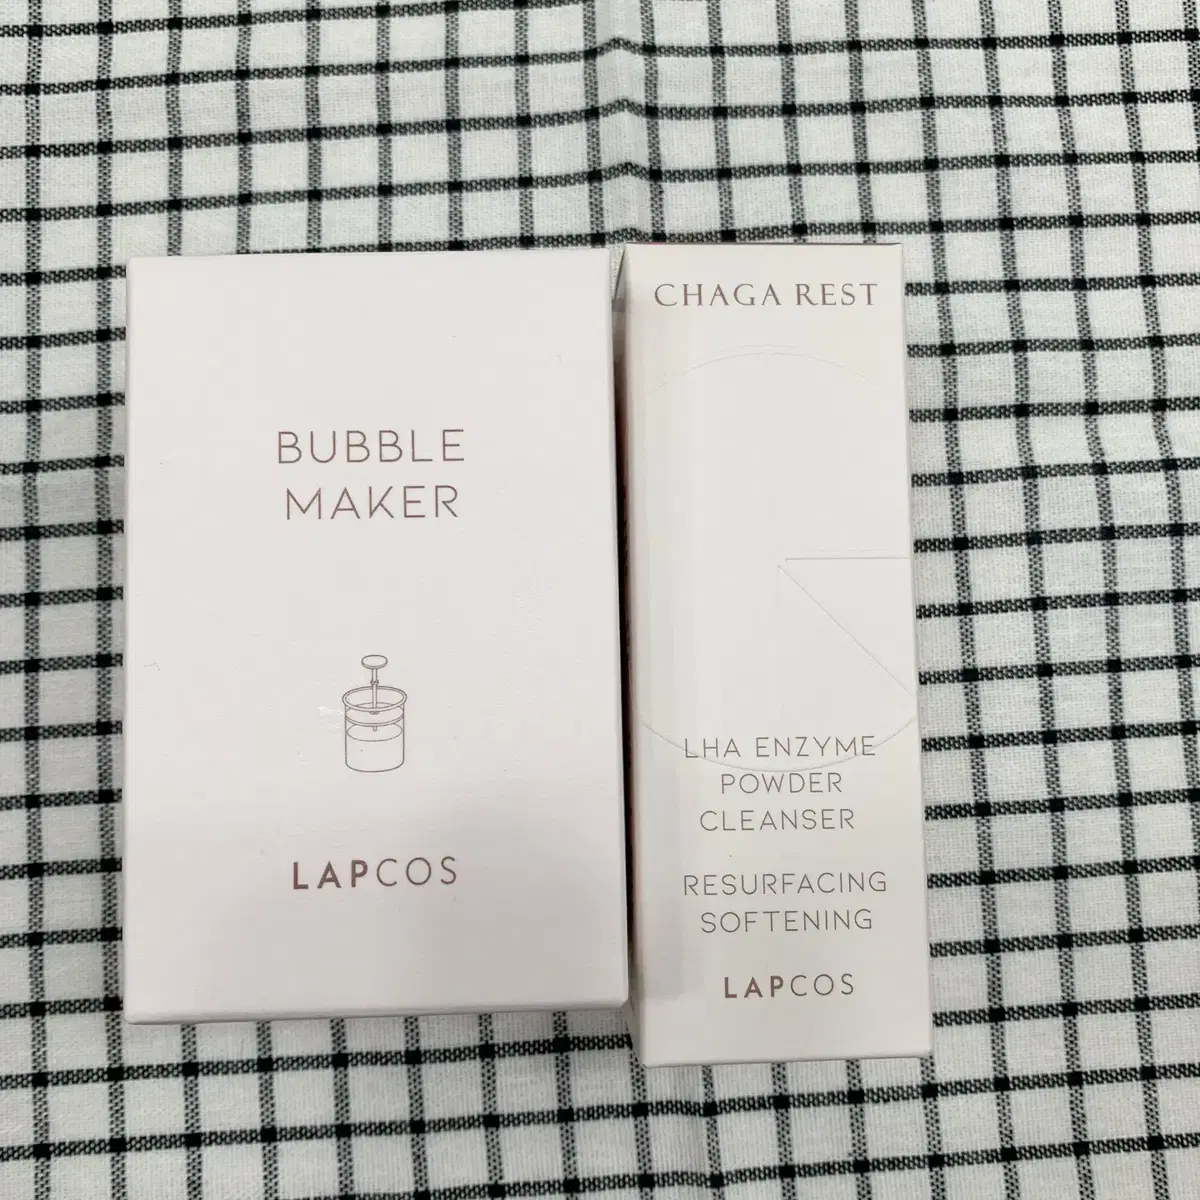 BUBBLE
MAKER
LAPCOS
CHAGA REST
LHA ENZYME
POWDER
CLEANSER
RESURFACING
SOFTENING
LAPCOS